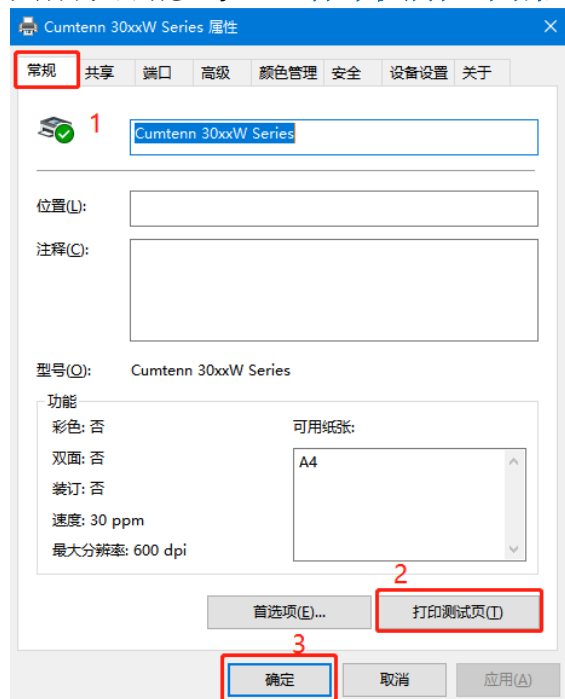 Cumtenn 30xxW Series 属性
常规 共享 端口 高级 颜色管理 安全 设备设置 关于
1
Cumtenn 30xxW Series
位置(L):
注释(C):
型号(O): Cumtenn 30xxW Series
功能
彩色: 否 可用纸张:
双面: 否 A4
装订: 否
速度: 30 ppm
最大分辨率: 600 dpi
2
首选项(E)... 打印测试页(T)
3
确定 取消 应用(A)